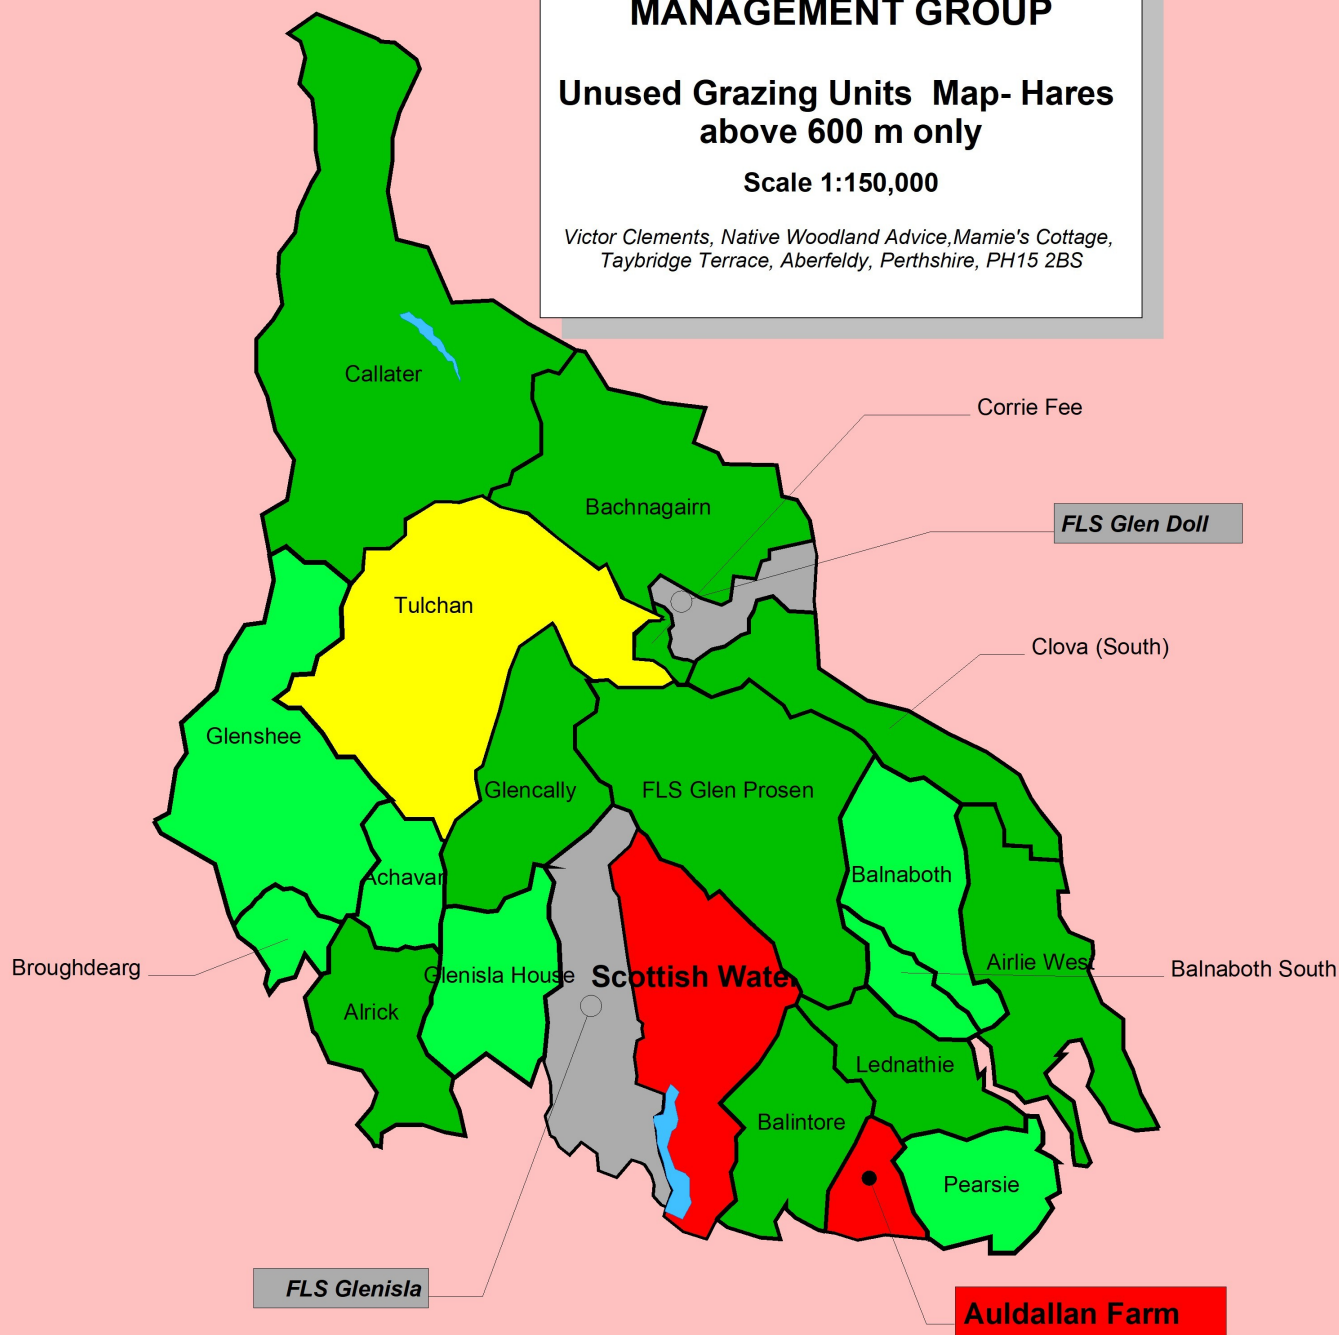 MANAGEMENT GROUP
Unused Grazing Units Map- Hares
above 600 m only
Scale 1:150,000
Victor Clements, Native Woodland Advice,Mamie's Cottage,
Taybridge Terrace, Aberfeldy, Perthshire, PH15 2BS
Callater
Corrie Fee
Bachnagairn
FLS Glen Doll
Tulchan
Clova (South)
Glenshee
Glencally
FLS Glen Prosen
Achavan
Balnaboth
Broughdearg
Glenisla House
Scottish Water
Airlie West
Balnaboth South
Alrick
Lednathie
Balintore
Pearsie
FLS Glenisla
Auldallan Farm